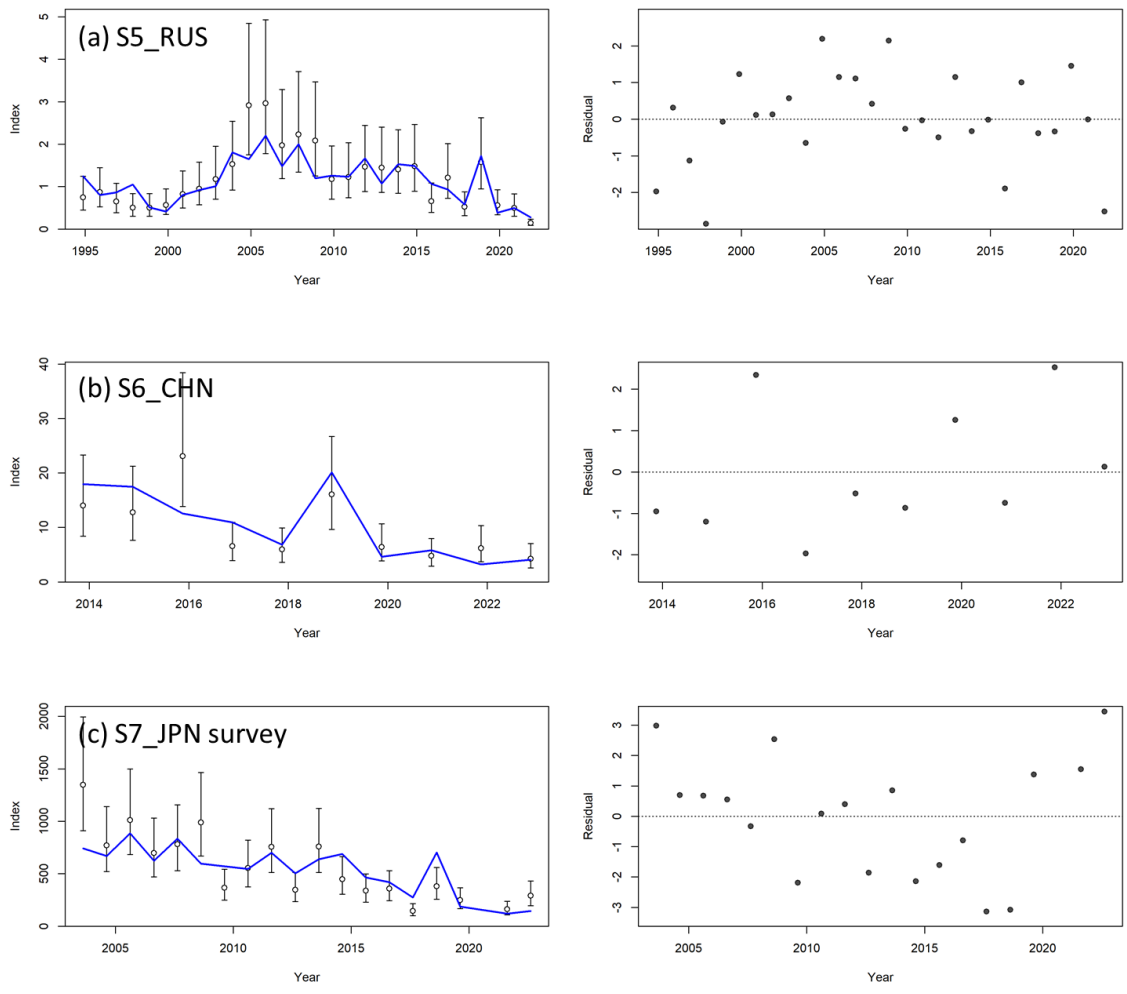 (a) S5_RUS
Index
5
4
3
2
1
0
1995 2000 2005 2010 2015 2020
Year
Residual
2
1
0
-1
-2
1995 2000 2005 2010 2015 2020
Year
(b) S6_CHN
Index
40
30
20
10
0
2014 2016 2018 2020 2022
Year
Residual
2
1
0
-1
-2
2014 2016 2018 2020 2022
Year
(c) S7_JPN survey
Index
2000
1500
1000
500
0
2005 2010 2015 2020
Year
Residual
3
2
1
0
-1
-2
-3
2005 2010 2015 2020
Year